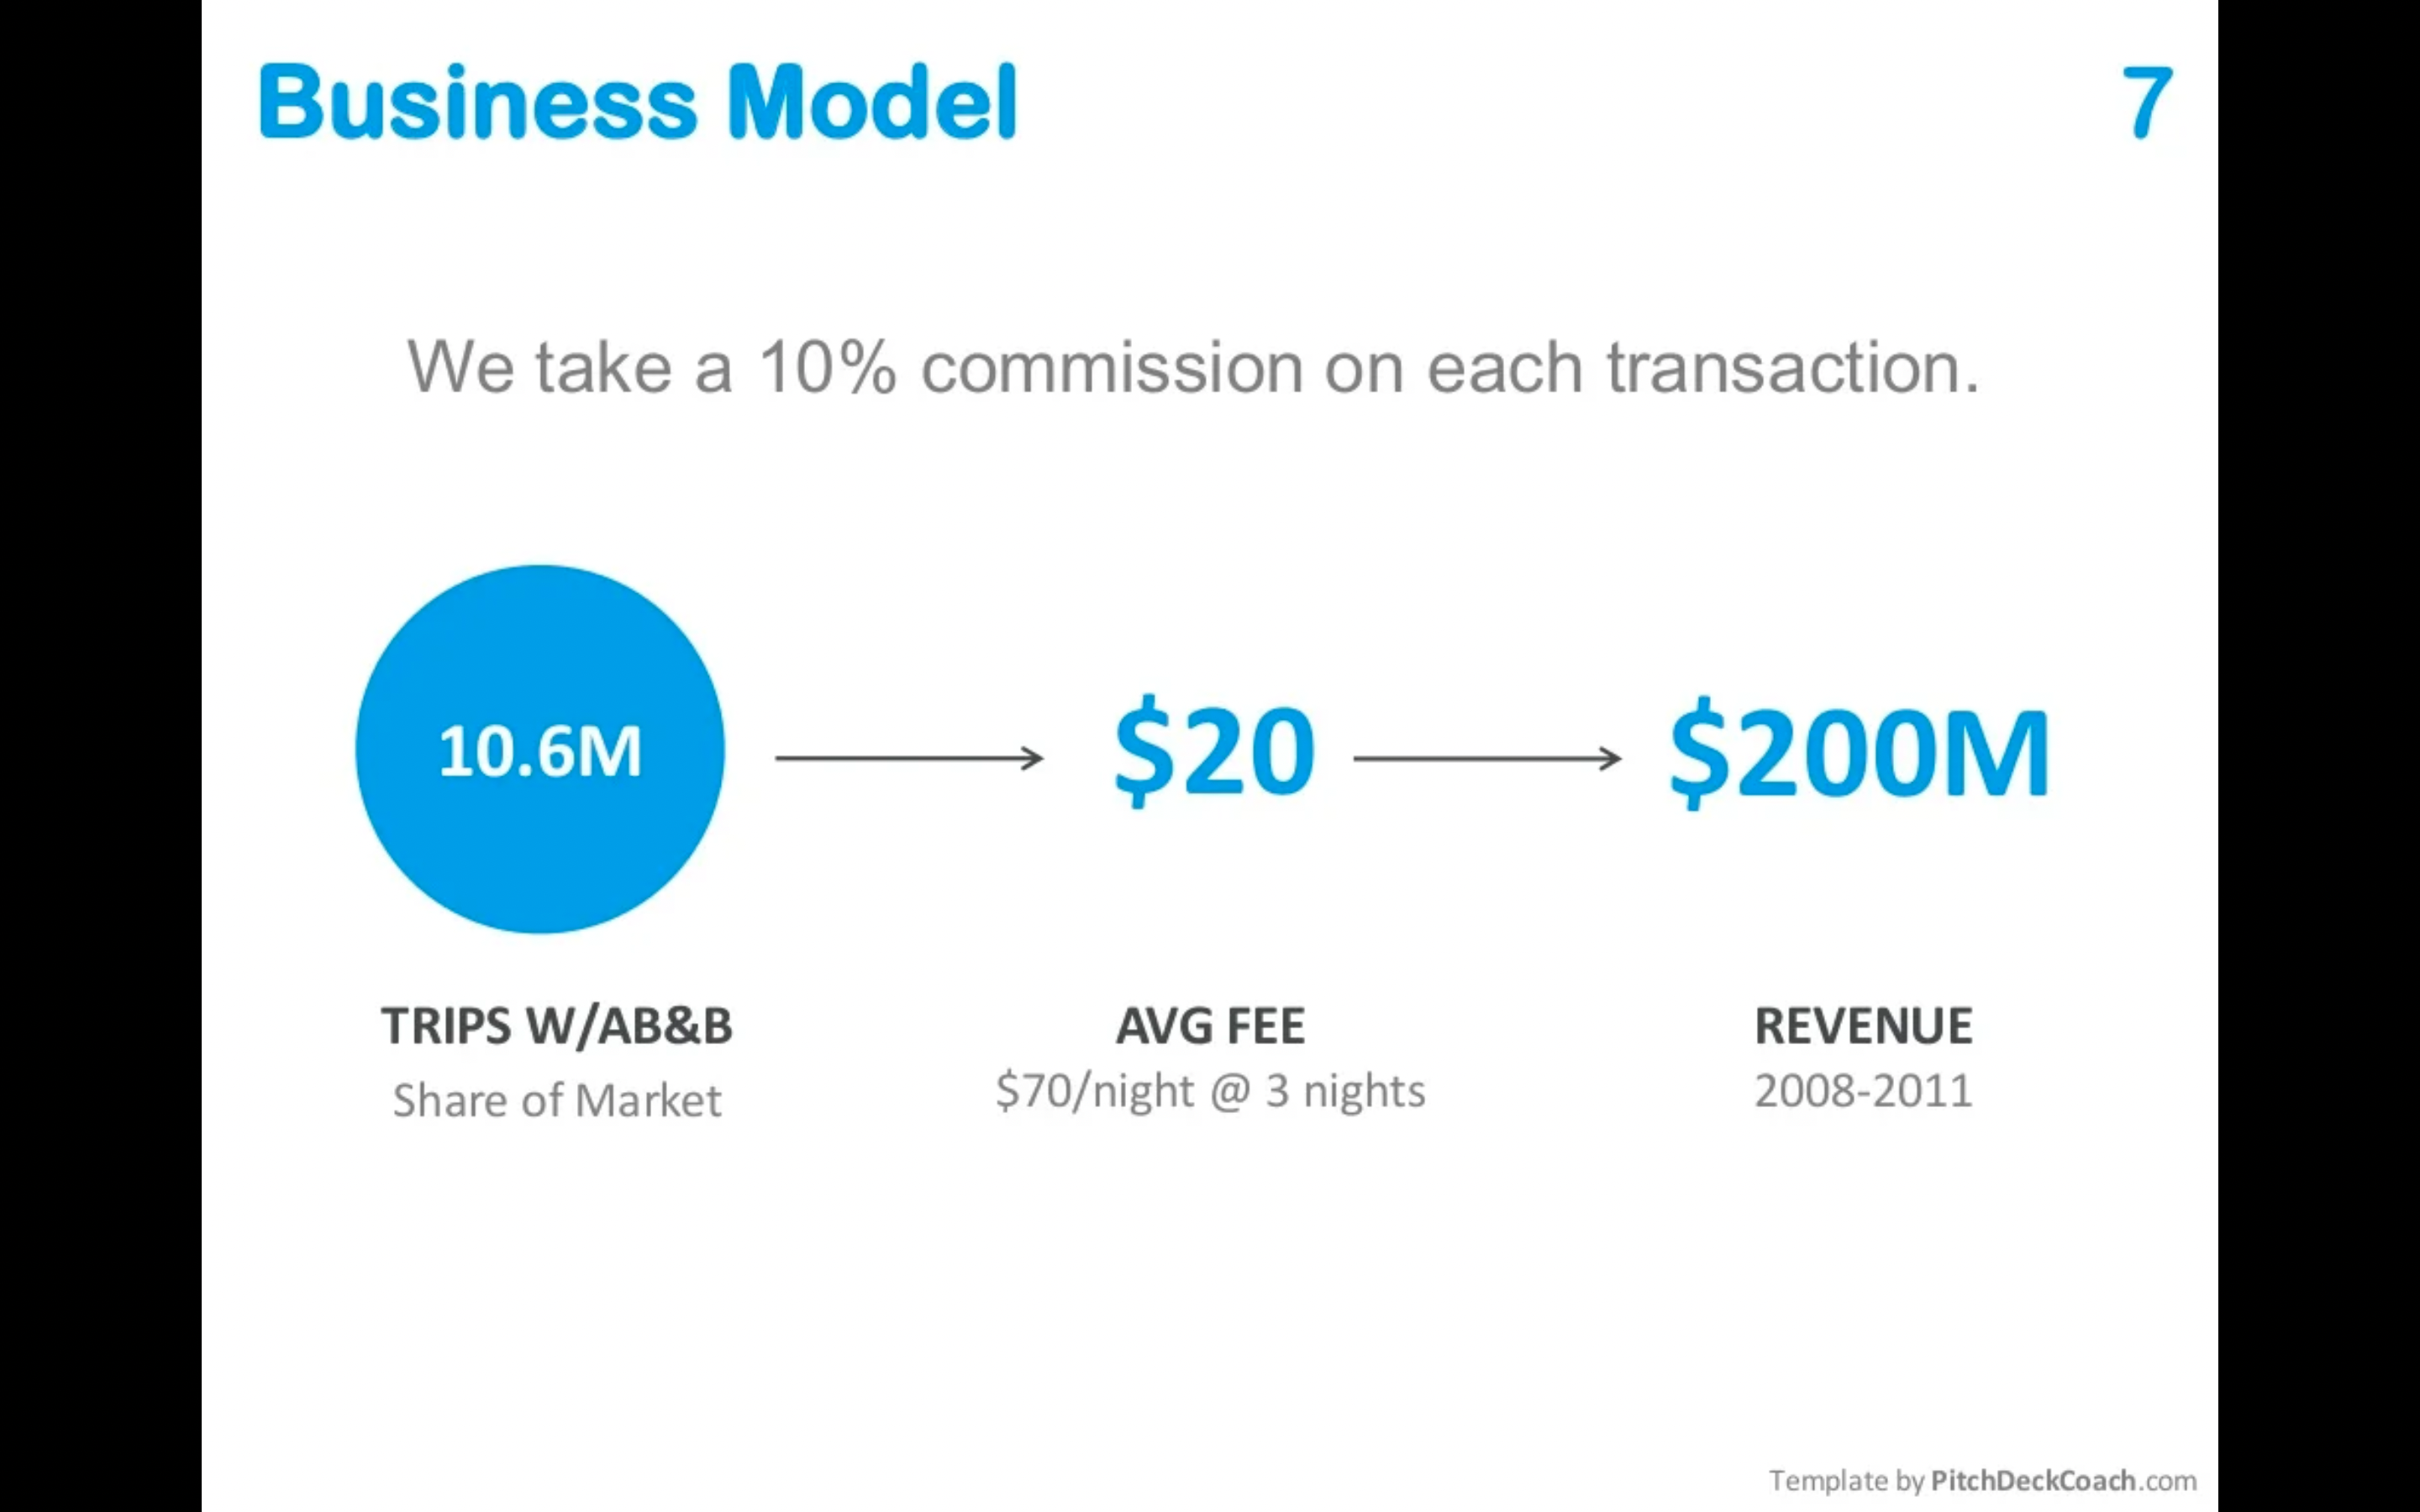 Business Model
7
We take a 10% commission on each transaction.
10.6M
$20
$200M
TRIPS W/AB&B
Share of Market
AVG FEE
$70/night @ 3 nights
REVENUE
2008-2011
Template by PitchDeckCoach.com